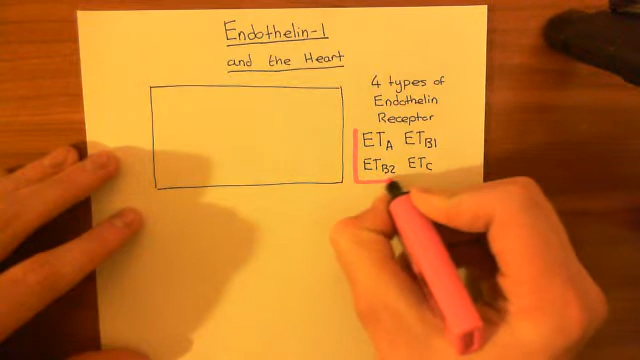 Endothelin-1
and the Heart
4 types of
Endothelin
Receptor
ETA ETB1
ETB2 ETC